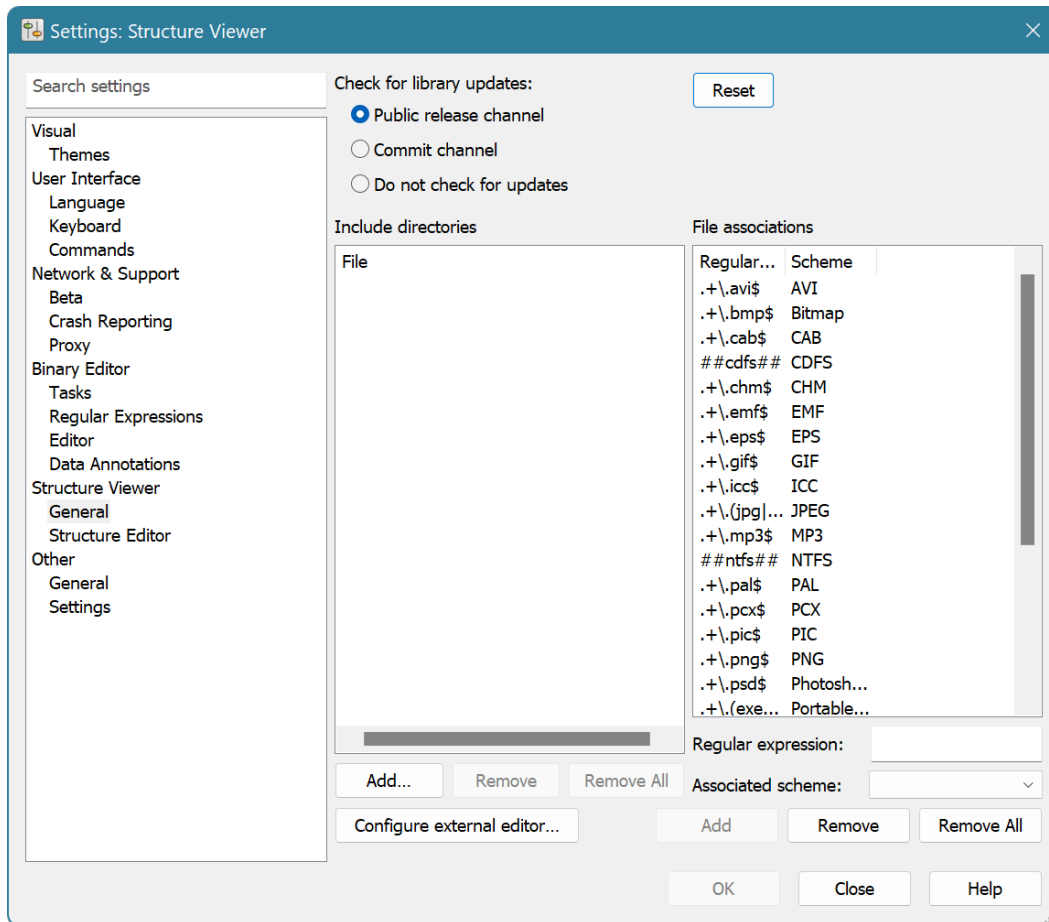 Settings: Structure Viewer
Search settings
Visual
Themes
User Interface
Language
Keyboard
Commands
Network & Support
Beta
Crash Reporting
Proxy
Binary Editor
Tasks
Regular Expressions
Editor
Data Annotations
Structure Viewer
General
Structure Editor
Other
General
Settings
Check for library updates:
Public release channel
Commit channel
Do not check for updates
Reset
Include directories
File
Add...
Remove
Remove All
Configure external editor...
File associations
Regular... Scheme
.+\.avi$ AVI
.+\.bmp$ Bitmap
.+\.cab$ CAB
##cdfs## CDFS
.+\.chm$ CHM
.+\.emf$ EMF
.+\.eps$ EPS
.+\.gif$ GIF
.+\.icc$ ICC
.+\.(jpg|... JPEG
.+\.mp3$ MP3
##ntfs## NTFS
.+\.pal$ PAL
.+\.pcx$ PCX
.+\.pic$ PIC
.+\.png$ PNG
.+\.psd$ Photosh...
.+\.(exe... Portable...
Regular expression:
Associated scheme:
Add
Remove
Remove All
OK
Close
Help